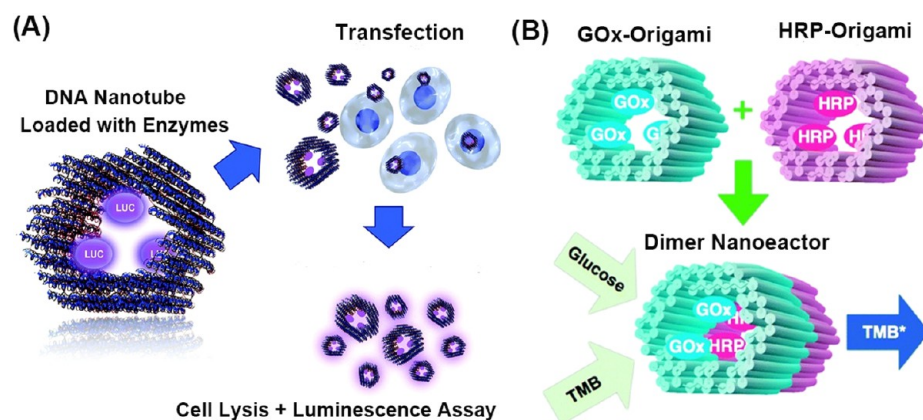 (A)
Transfection
DNA Nanotube
Loaded with Enzymes
LUC
LUC
Cell Lysis + Luminescence Assay
(B)
GOx-Origami
HRP-Origami
GOx
GOx
G
+
HRP
HRP
HI
Dimer Nanoeactor
Glucose
TMB
GOx
GOx
HRP
TMB*